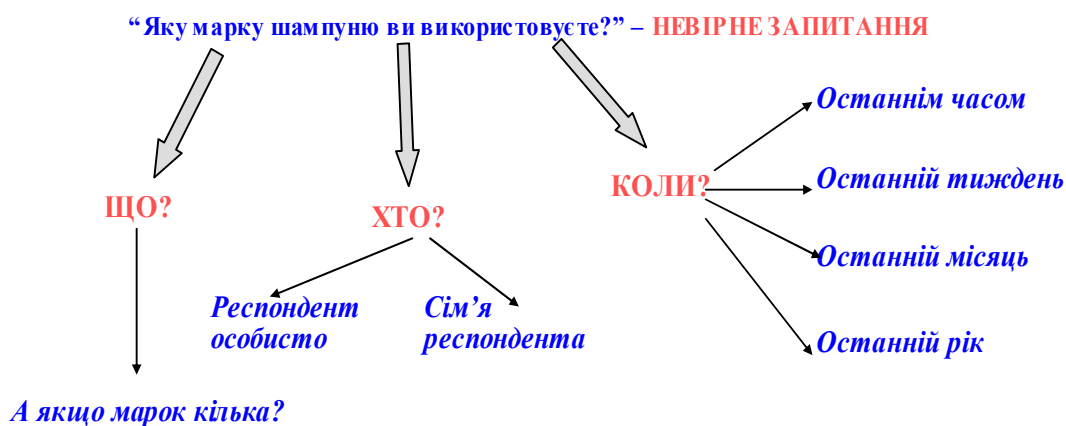 “Яку марку шампуню ви використовуєте?” – НЕВІРНЕ ЗАПИТАННЯ
ЩО?
ХТО?
КОЛИ?
Останнім часом
Останній тиждень
Останній місяць
Останній рік
Респондент
особисто
Сім’я
респондента
А якщо марок кілька?